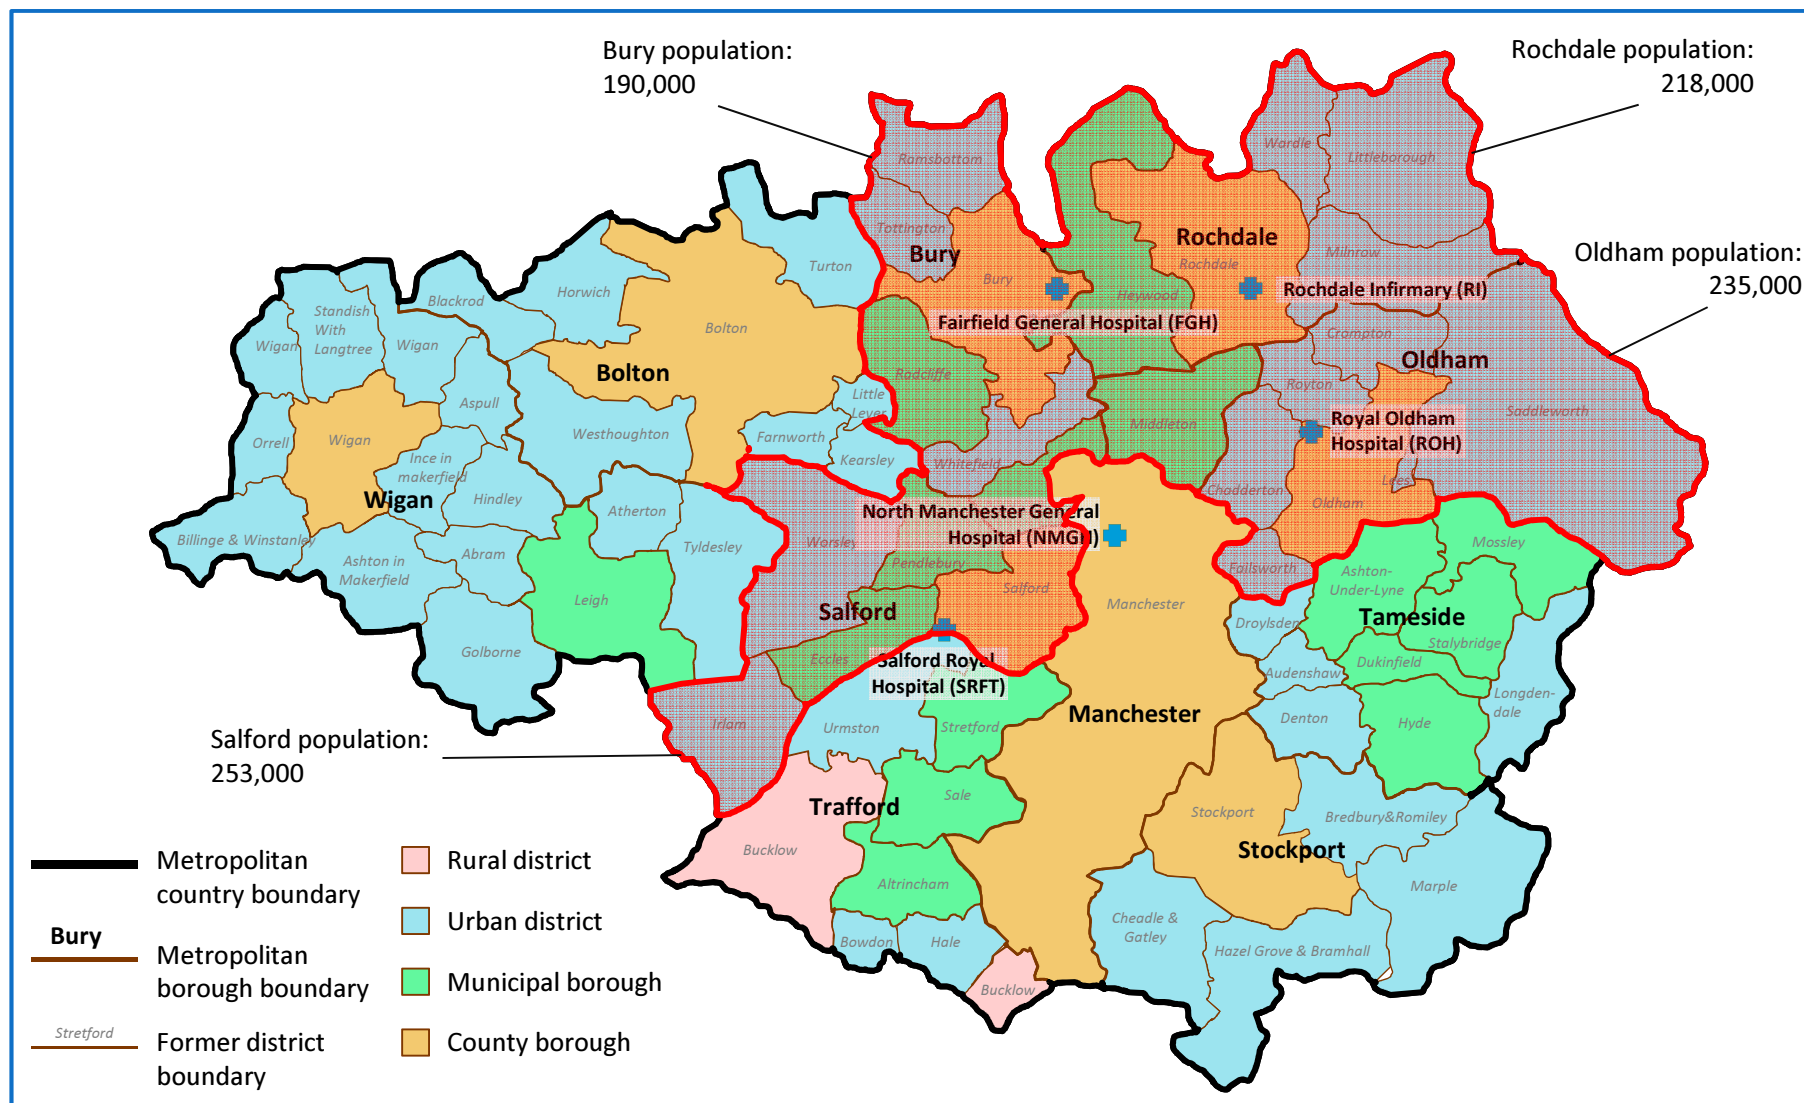 Bury population:
190,000
Rochdale population:
218,000
Oldham population:
235,000
Salford population:
253,000
Ramsbottom
Tottington
Bury
Bury
Radcliffe
Whitefield
Fairfield General Hospital (FGH)
Heywood
Middleton
Rochdale
Rochdale
Wardle
Littleborough
Milnrow
Rochdale Infirmary (RI)
Crompton
Oldham
Royton
Saddleworth
Royal Oldham
Hospital (ROH)
Chadderton
Oldham
Lees
Failsworth
Turton
Horwich
Blackrod
Bolton
Bolton
Little
Lever
Farnworth
Kearsley
Westhoughton
Standish
With
Langtree
Wigan
Wigan
Aspull
Orrell
Wigan
Ince in
makerfield
Wigan
Hindley
Atherton
Tyldesley
Billinge & Winstanley
Ashton in
Makerfield
Abram
Leigh
Golborne
North Manchester General
Hospital (NMGH)
Worsley
Pendlebury
Salford
Salford
Eccles
Irlam
Salford Royal
Hospital (SRFT)
Manchester
Manchester
Mossley
Ashton-
Under-Lyne
Tameside
Stalybridge
Droylsden
Dukinfield
Audenshaw
Denton
Hyde
Longden-
dale
Urmston
Stretford
Sale
Trafford
Bucklow
Altrincham
Bowdon
Hale
Bucklow
Stockport
Stockport
Bredbury&Romiley
Marple
Cheadle &
Gatley
Hazel Grove & Bramhall
Metropolitan
country boundary
Bury
Metropolitan
borough boundary
Stretford
Former district
boundary
Rural district
Urban district
Municipal borough
County borough